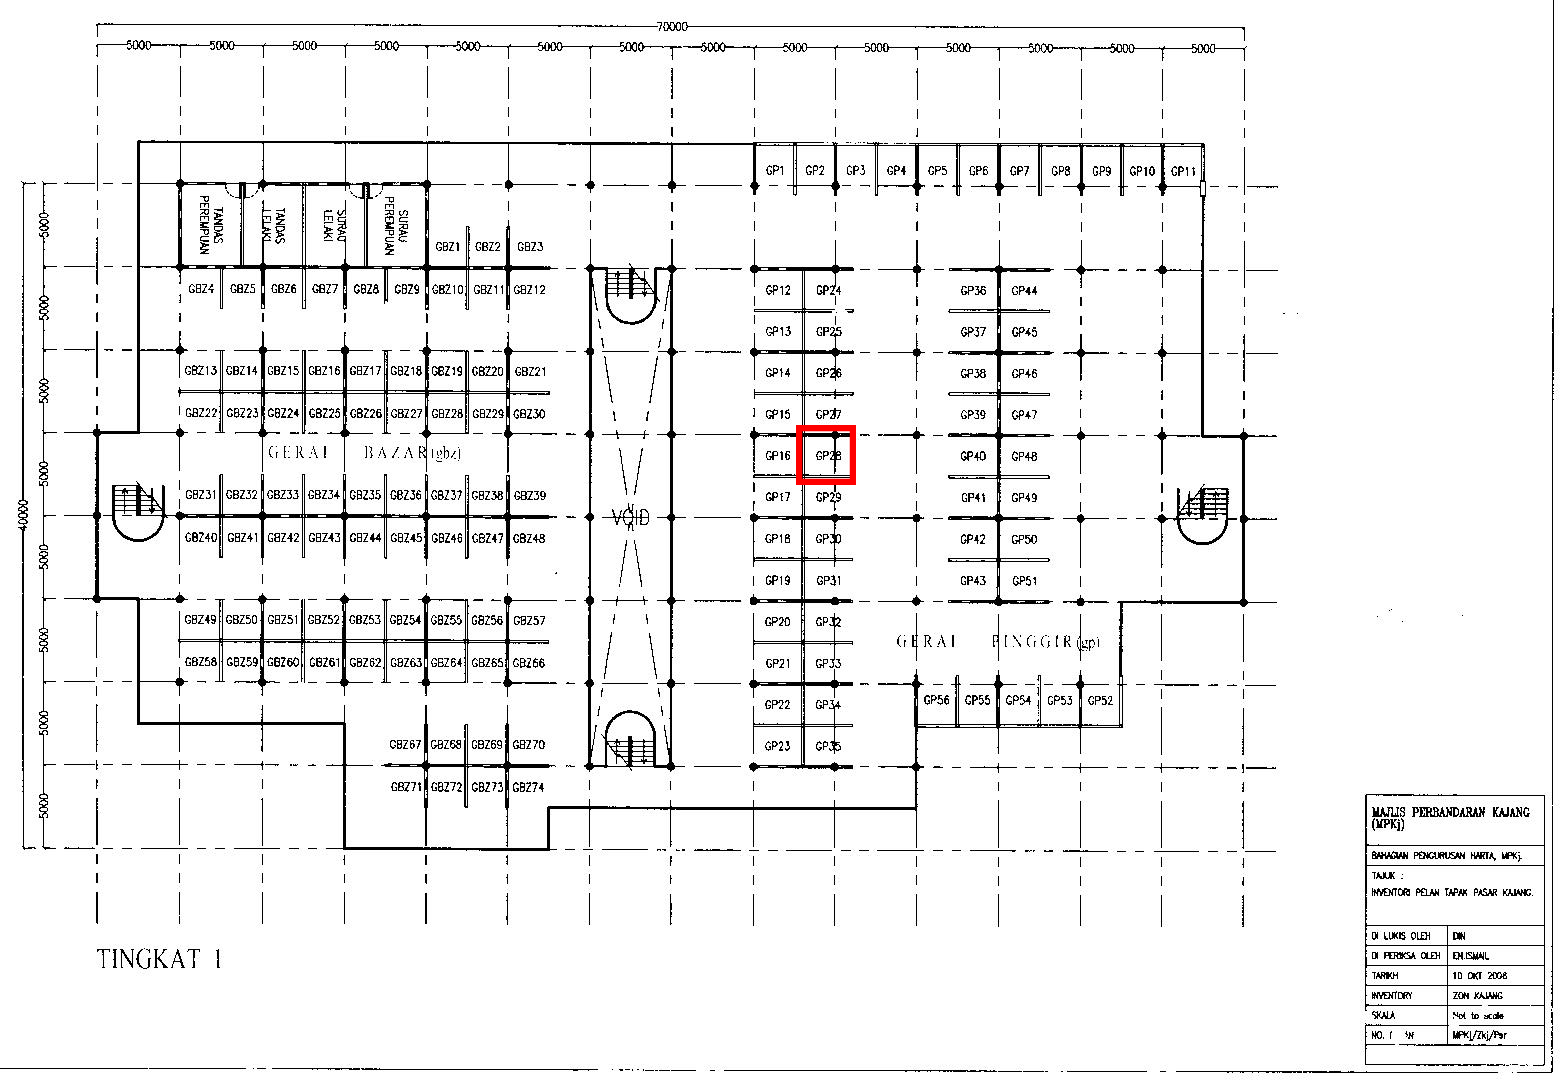 70000
5000 5000 5000 5000 5000 5000 5000 5000 5000 5000 5000 5000 5000 5000
GP1 GP2 GP3 GP4 GP5 GP6 GP7 GP8 GP9 GP10 GP11
TANDAS PEREMPUAN
TANDAS LELAKI
SURAU LELAKI
SURAU PEREMPUAN
GBZ1 GBZ2 GBZ3
GBZ4 GBZ5 GBZ6 GBZ7 GBZ8 GBZ9 GBZ10 GBZ11 GBZ12
GBZ13 GBZ14 GBZ15 GBZ16 GBZ17 GBZ18 GBZ19 GBZ20 GBZ21
GBZ22 GBZ23 GBZ24 GBZ25 GBZ26 GBZ27 GBZ28 GBZ29 GBZ30
GERAI BAZAR(gbz)
GBZ31 GBZ32 GBZ33 GBZ34 GBZ35 GBZ36 GBZ37 GBZ38 GBZ39
GBZ40 GBZ41 GBZ42 GBZ43 GBZ44 GBZ45 GBZ46 GBZ47 GBZ48
GBZ49 GBZ50 GBZ51 GBZ52 GBZ53 GBZ54 GBZ55 GBZ56 GBZ57
GBZ58 GBZ59 GBZ60 GBZ61 GBZ62 GBZ63 GBZ64 GBZ65 GBZ66
GBZ67 GBZ68 GBZ69 GBZ70
GBZ71 GBZ72 GBZ73 GBZ74
VOID
GP12 GP24
GP13 GP25
GP14 GP26
GP15 GP27
GP16 GP28
GP17 GP29
GP18 GP30
GP19 GP31
GP20 GP32
GP21 GP33
GP22 GP34
GP23 GP35
GP36 GP44
GP37 GP45
GP38 GP46
GP39 GP47
GP40 GP48
GP41 GP49
GP42 GP50
GP43 GP51
GERAI PINGGIR(gp)
GP56 GP55 GP54 GP53 GP52
40000
5000
5000
5000
5000
5000
5000
5000
5000
TINGKAT 1
MAJLIS PERBANDARAN KAJANG
(MPKj)
BAHAGIAN PENGURUSAN HARTA, MPKj.
TAJUK :
INVENTORI PELAN TAPAK PASAR KAJANG.
DI LUKIS OLEH DIN
DI PERIKSA OLEH EN.ISMAIL
TARIKH 10 OKT 2008
INVENTORY ZON KAJANG
SKALA Not to scale
NO. MPKj/Zkj/Psr